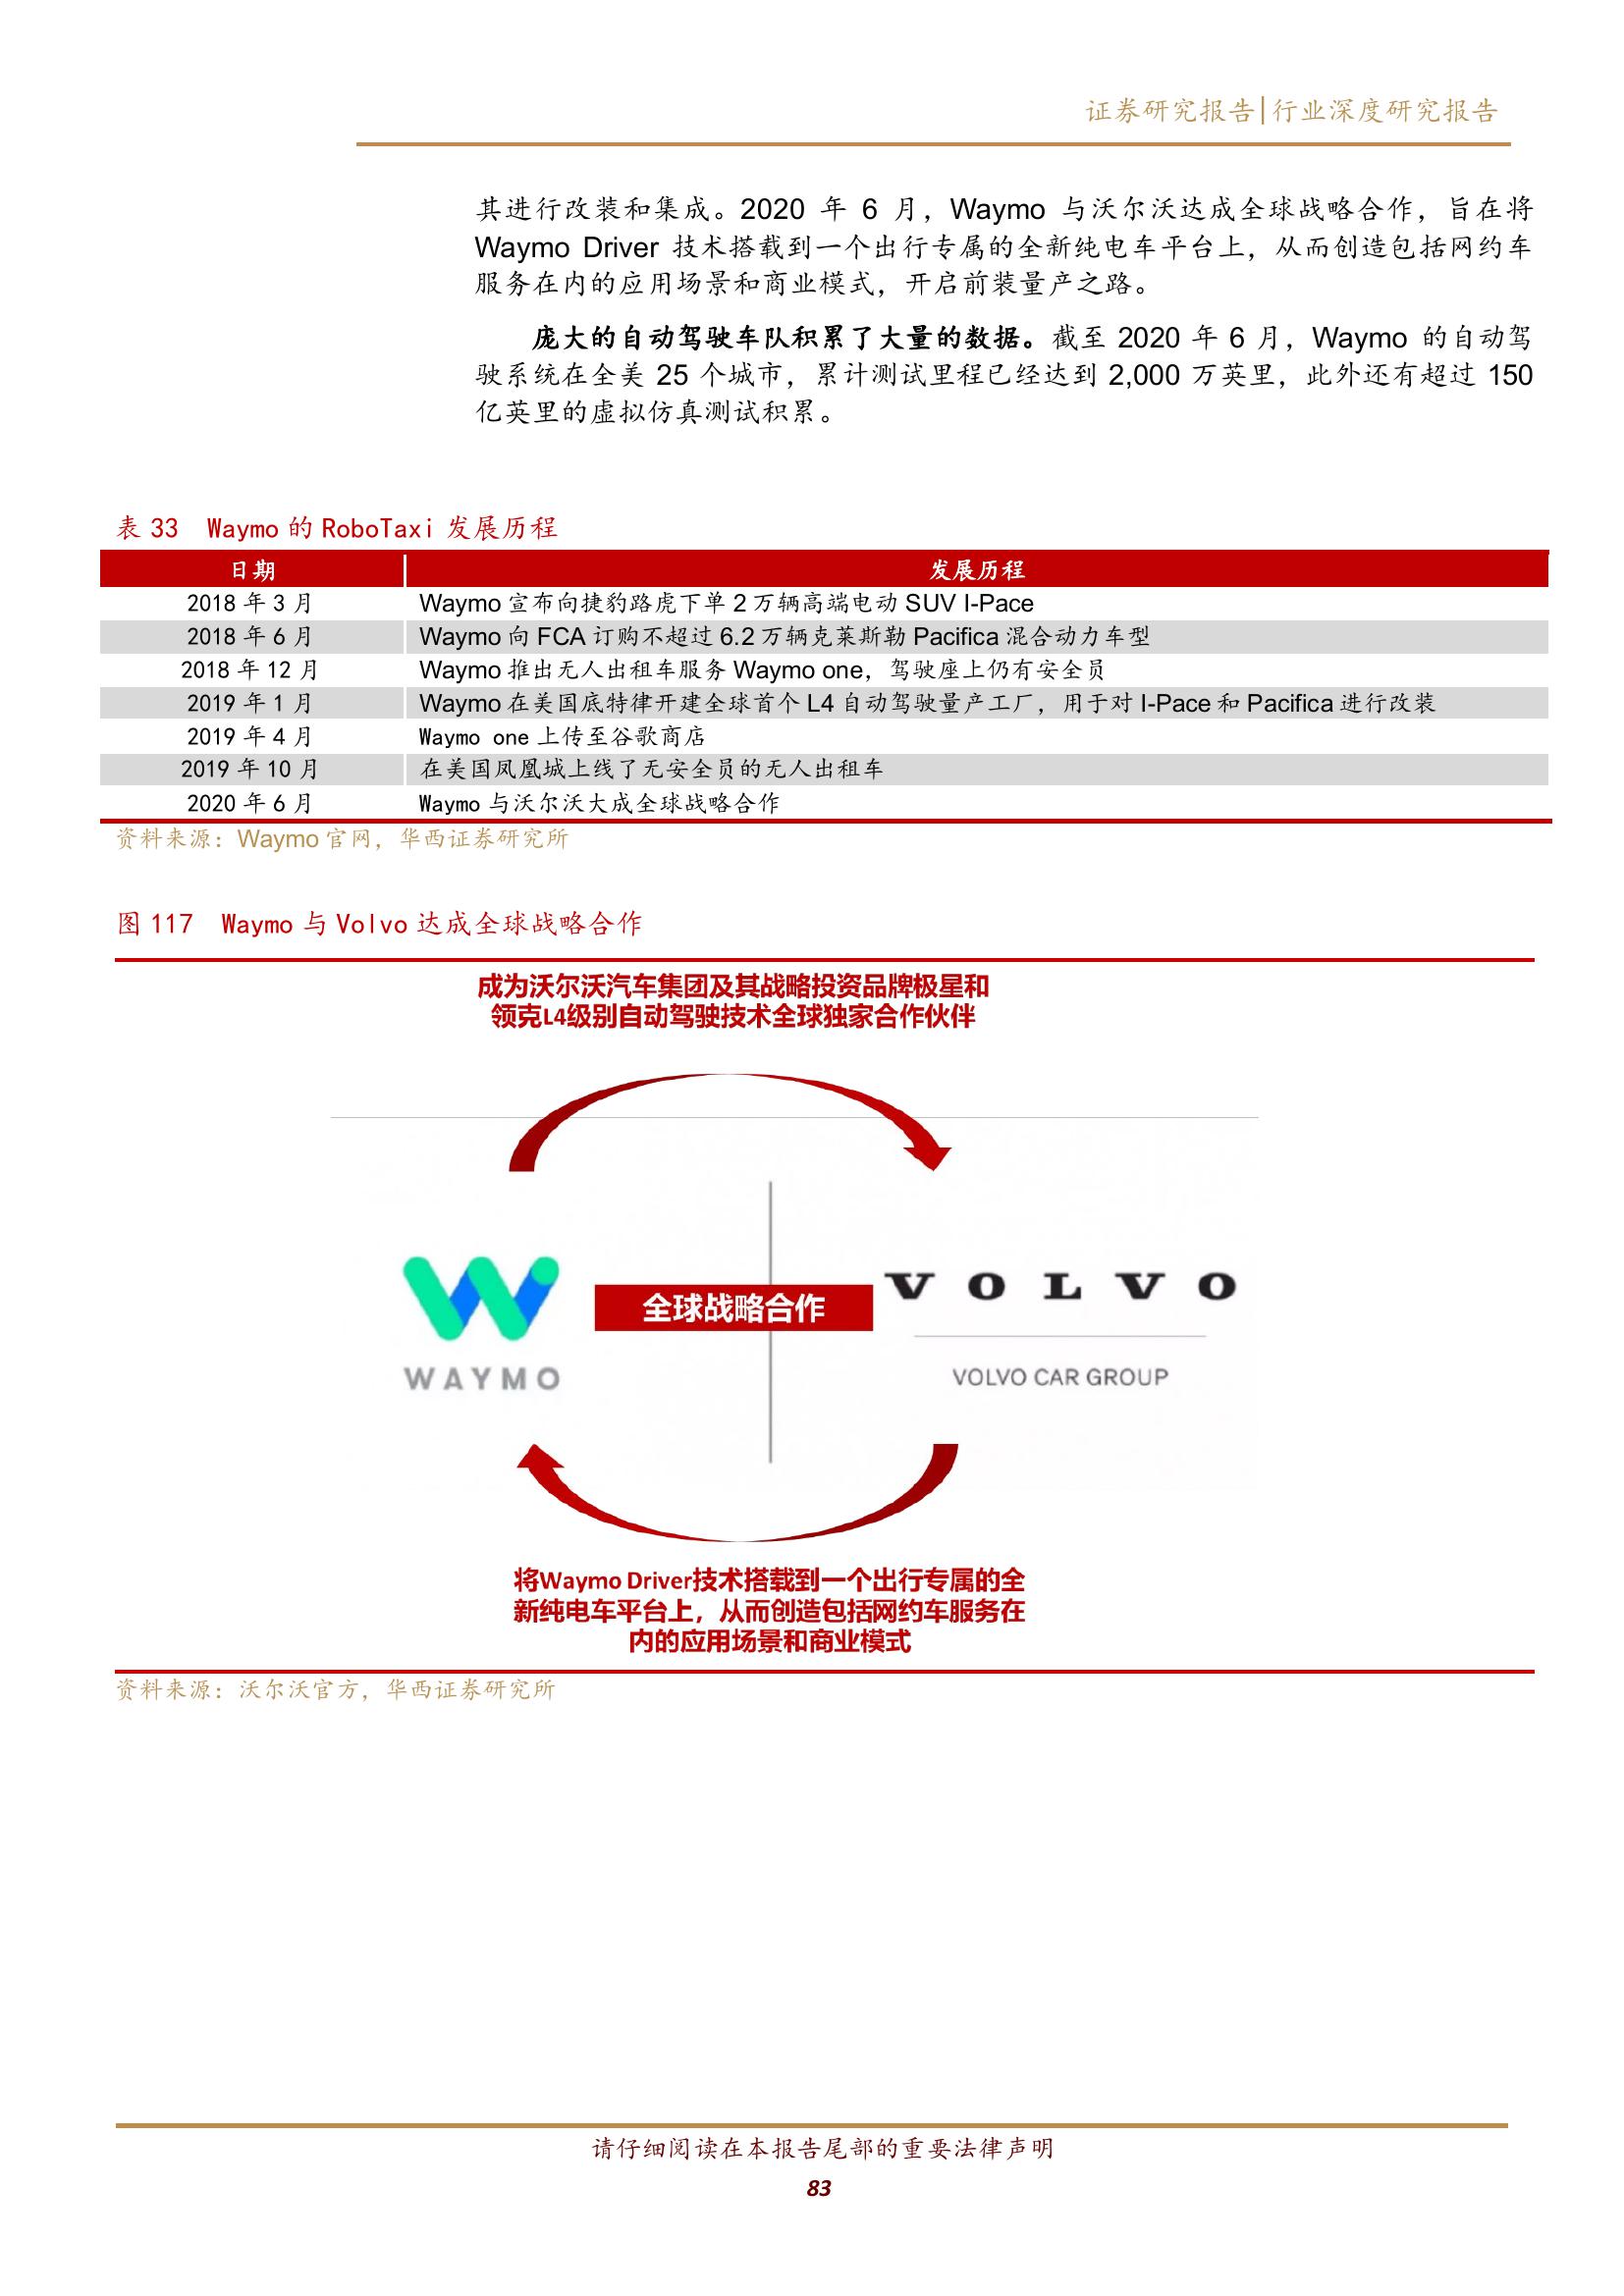 证券研究报告|行业深度研究报告
其进行改装和集成。2020 年 6 月，Waymo 与沃尔沃达成全球战略合作，旨在将
Waymo Driver 技术搭载到一个出行专属的全新纯电车平台上，从而创造包括网约车
服务在内的应用场景和商业模式，开启前装量产之路。
庞大的自动驾驶车队积累了大量的数据。截至 2020 年 6 月，Waymo 的自动驾
驶系统在全美 25 个城市，累计测试里程已经达到 2,000 万英里，此外还有超过 150
亿英里的虚拟仿真测试积累。
表 33 Waymo 的 RoboTaxi 发展历程
日期 发展历程
2018 年 3 月 Waymo 宣布向捷豹路虎下单 2 万辆高端电动 SUV I-Pace
2018 年 6 月 Waymo 向 FCA 订购不超过 6.2 万辆克莱斯勒 Pacifica 混合动力车型
2018 年 12 月 Waymo 推出无人出租车服务 Waymo one，驾驶座上仍有安全员
2019 年 1 月 Waymo 在美国底特律开建全球首个 L4 自动驾驶量产工厂，用于对 I-Pace 和 Pacifica 进行改装
2019 年 4 月 Waymo one 上传至谷歌商店
2019 年 10 月 在美国凤凰城上线了无安全员的无人出租车
2020 年 6 月 Waymo 与沃尔沃大成全球战略合作
资料来源：Waymo 官网，华西证券研究所
图 117 Waymo 与 Volvo 达成全球战略合作
成为沃尔沃汽车集团及其战略投资品牌极星和
领克L4级别自动驾驶技术全球独家合作伙伴
WAYMO
全球战略合作
VOLVO
VOLVO CAR GROUP
将Waymo Driver技术搭载到一个出行专属的全
新纯电车平台上，从而创造包括网约车服务在
内的应用场景和商业模式
资料来源：沃尔沃官方，华西证券研究所
请仔细阅读在本报告尾部的重要法律声明
83